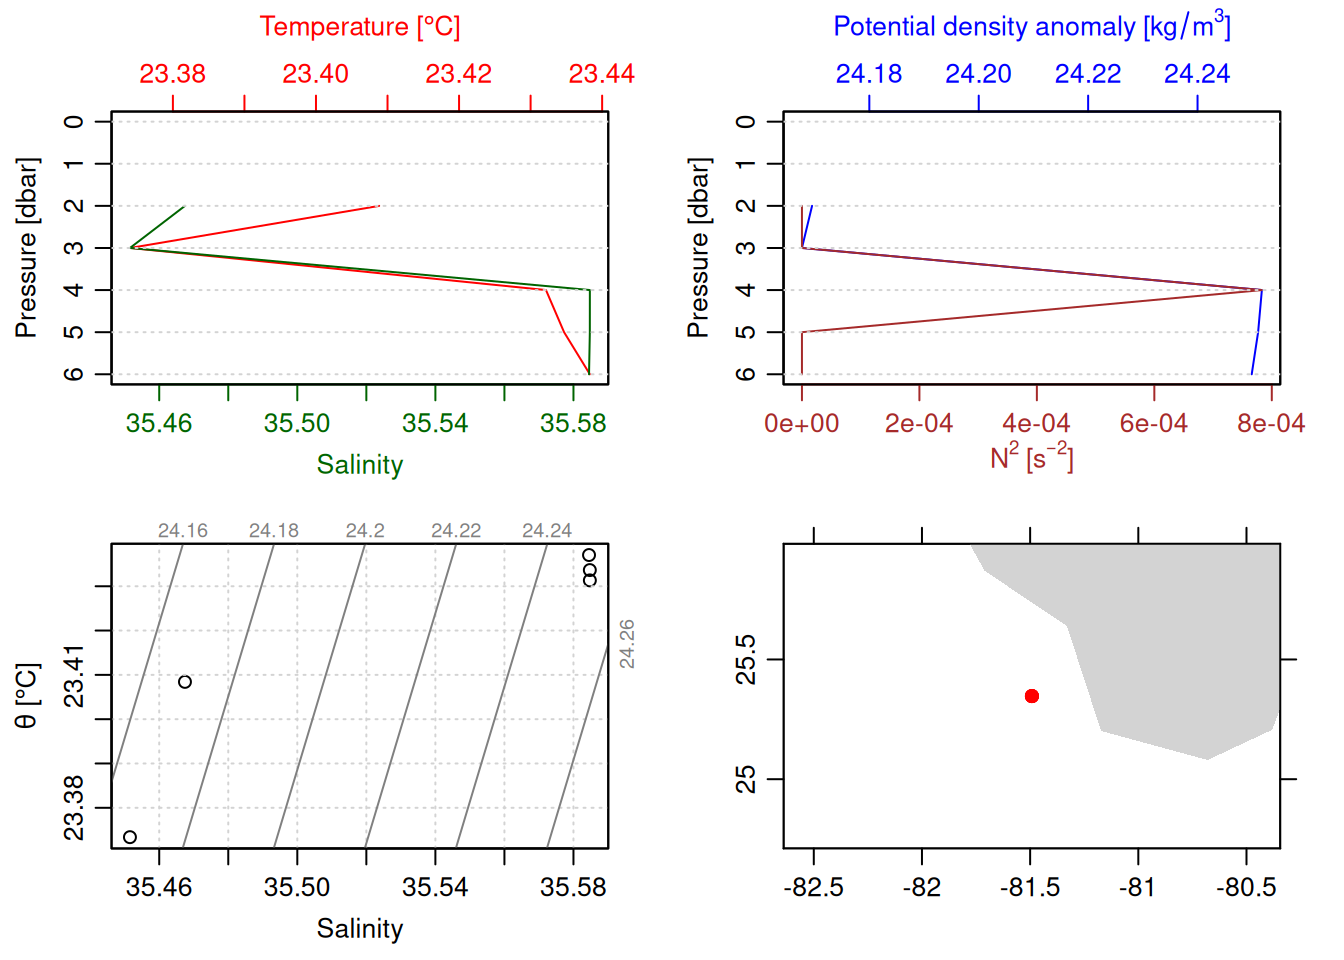 Temperature [°C]
23.38 23.40 23.42 23.44
0
1
2
3
4
5
6
Pressure [dbar]
35.46 35.50 35.54 35.58
Salinity
Potential density anomaly [kg/m³]
24.18 24.20 24.22 24.24
0
1
2
3
4
5
6
Pressure [dbar]
0e+00 2e-04 4e-04 6e-04 8e-04
N² [s⁻²]
24.16 24.18 24.2 24.22 24.24
24.26
23.41
23.38
θ [°C]
35.46 35.50 35.54 35.58
Salinity
25.5
25
-82.5 -82 -81.5 -81 -80.5